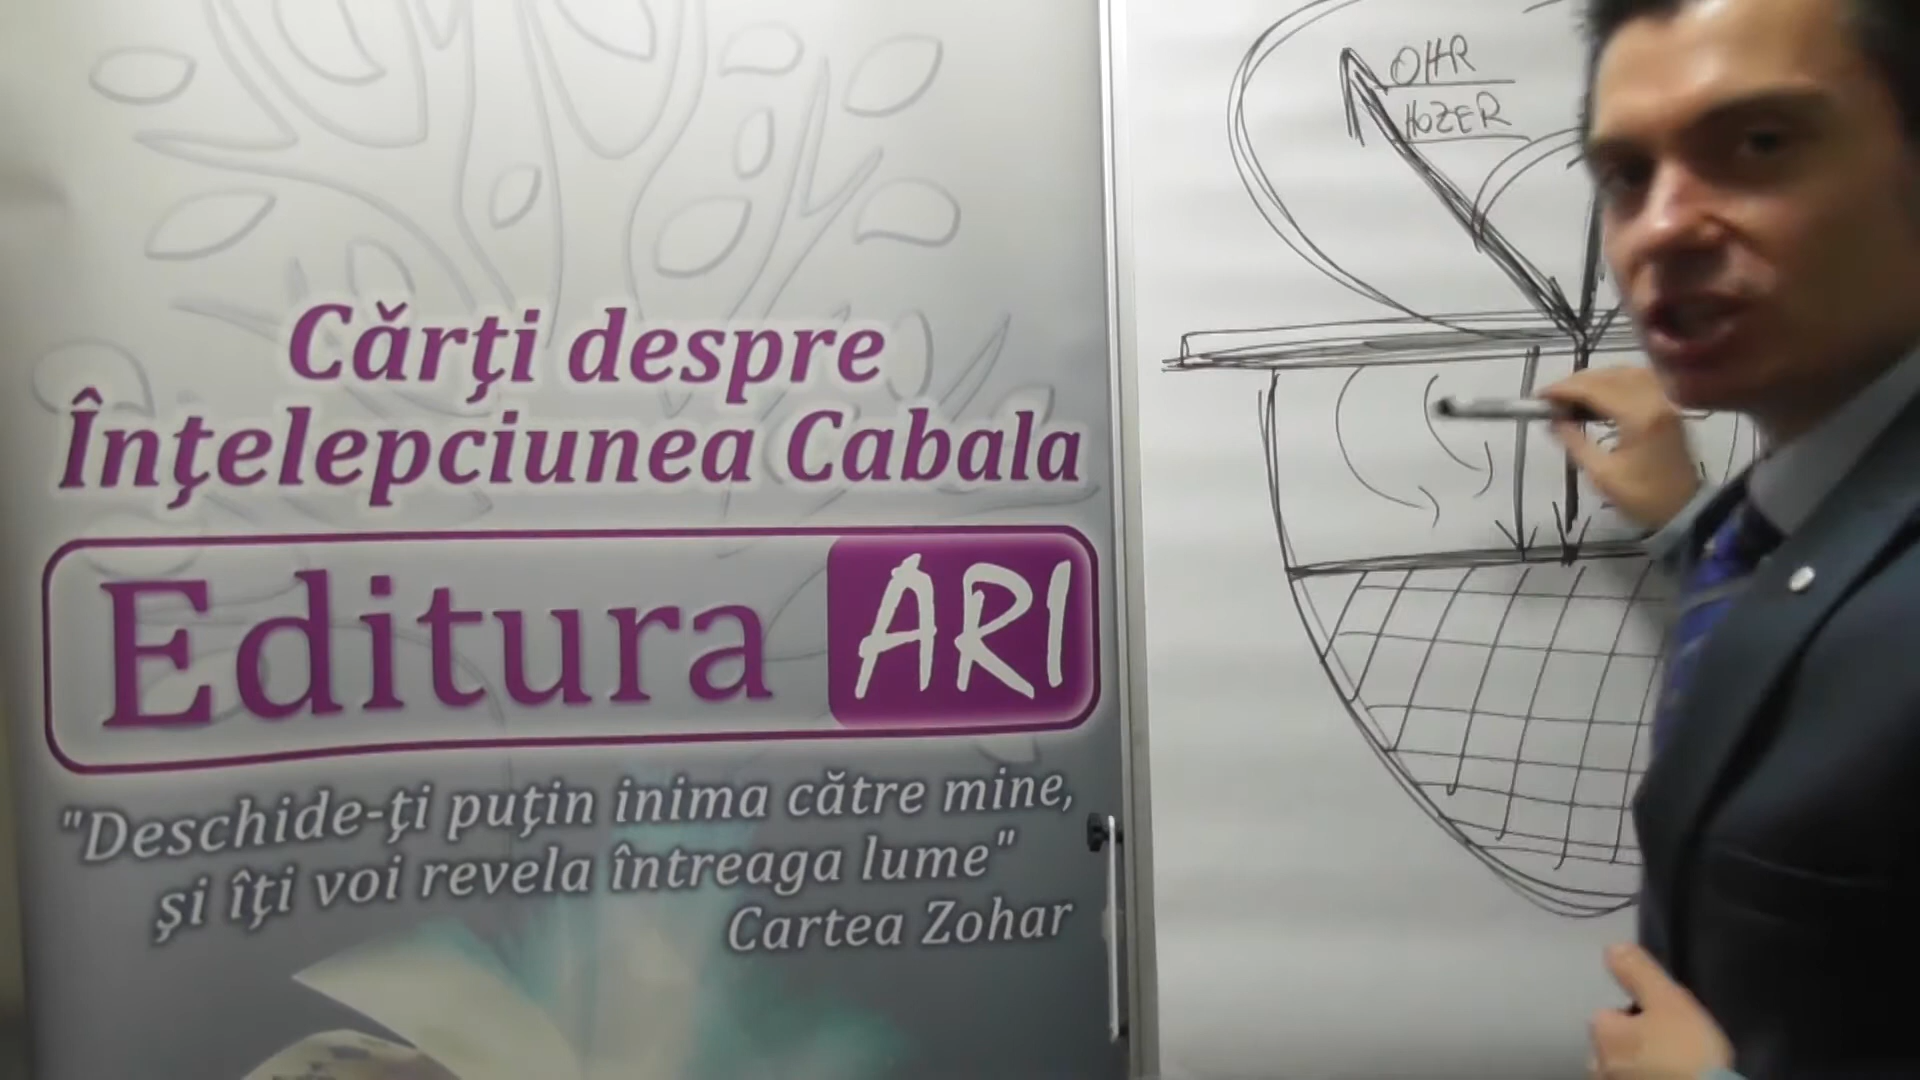 Cărţi despre
Înţelepciunea Cabala
Editura ARI
"Deschide-ţi puţin inima către mine,
şi îţi voi revela întreaga lume"
Cartea Zohar
OHR
HOZER